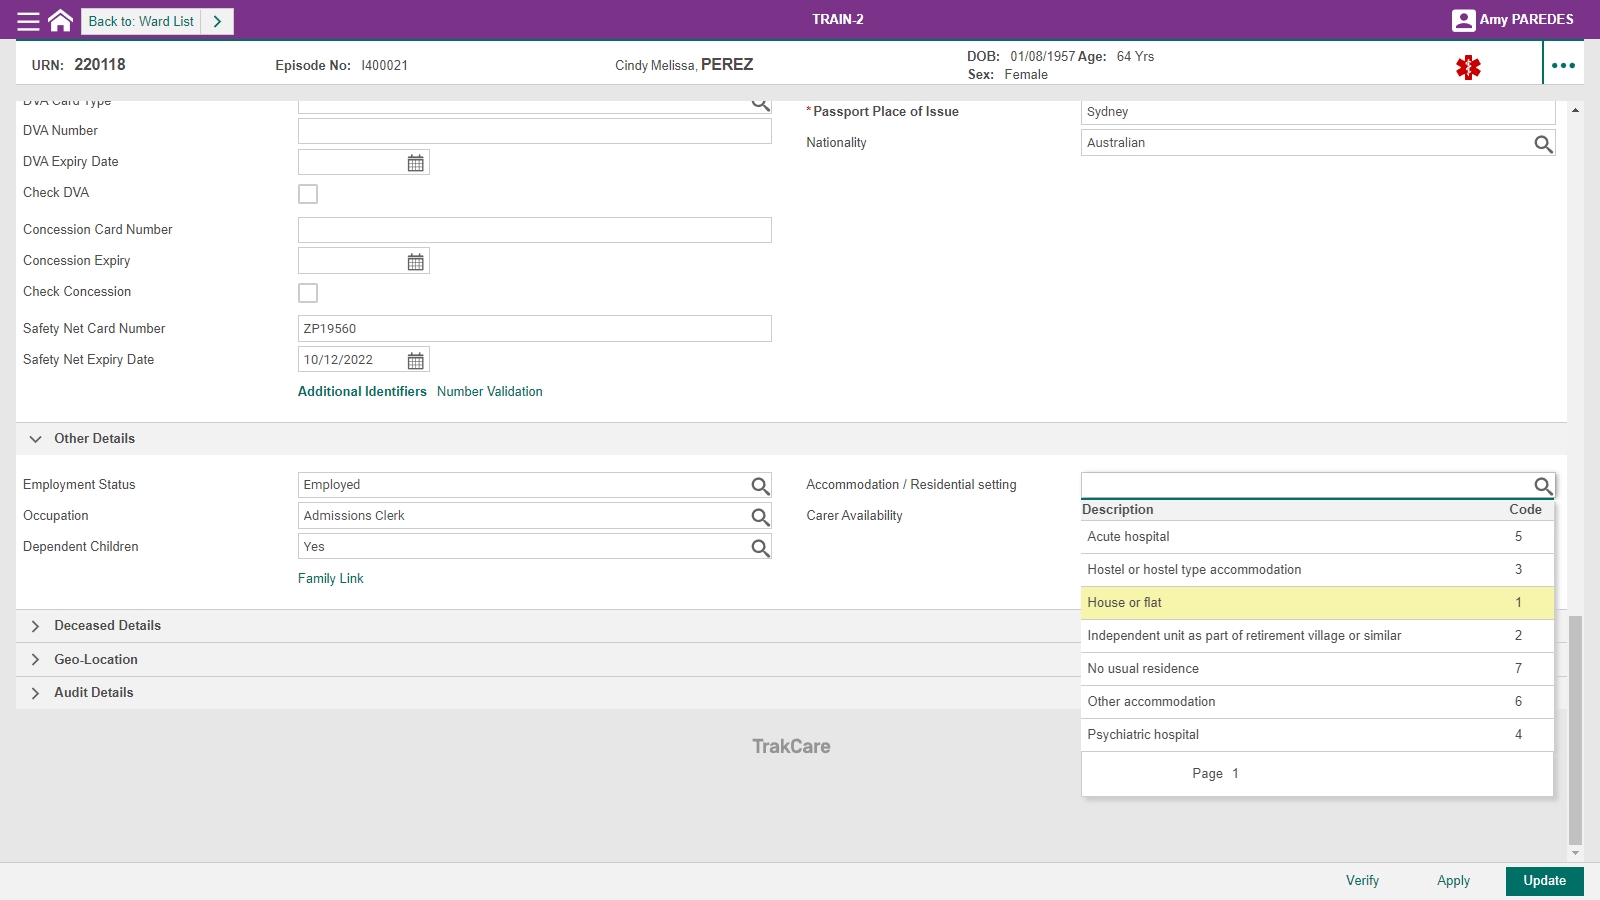 Back to: Ward List
TRAIN-2
Amy PAREDES
URN: 220118
Episode No: I400021
Cindy Melissa, PEREZ
DOB: 01/08/1957 Age: 64 Yrs
Sex: Female
DVA Card Type
DVA Number
DVA Expiry Date
Check DVA
Concession Card Number
Concession Expiry
Check Concession
Safety Net Card Number ZP19560
Safety Net Expiry Date 10/12/2022
Additional Identifiers Number Validation
*Passport Place of Issue Sydney
Nationality Australian
Other Details
Employment Status Employed
Occupation Admissions Clerk
Dependent Children Yes
Family Link
Accommodation / Residential setting
Carer Availability
Description Code
Acute hospital 5
Hostel or hostel type accommodation 3
House or flat 1
Independent unit as part of retirement village or similar 2
No usual residence 7
Other accommodation 6
Psychiatric hospital 4
Page 1
Deceased Details
Geo-Location
Audit Details
TrakCare
Verify Apply Update